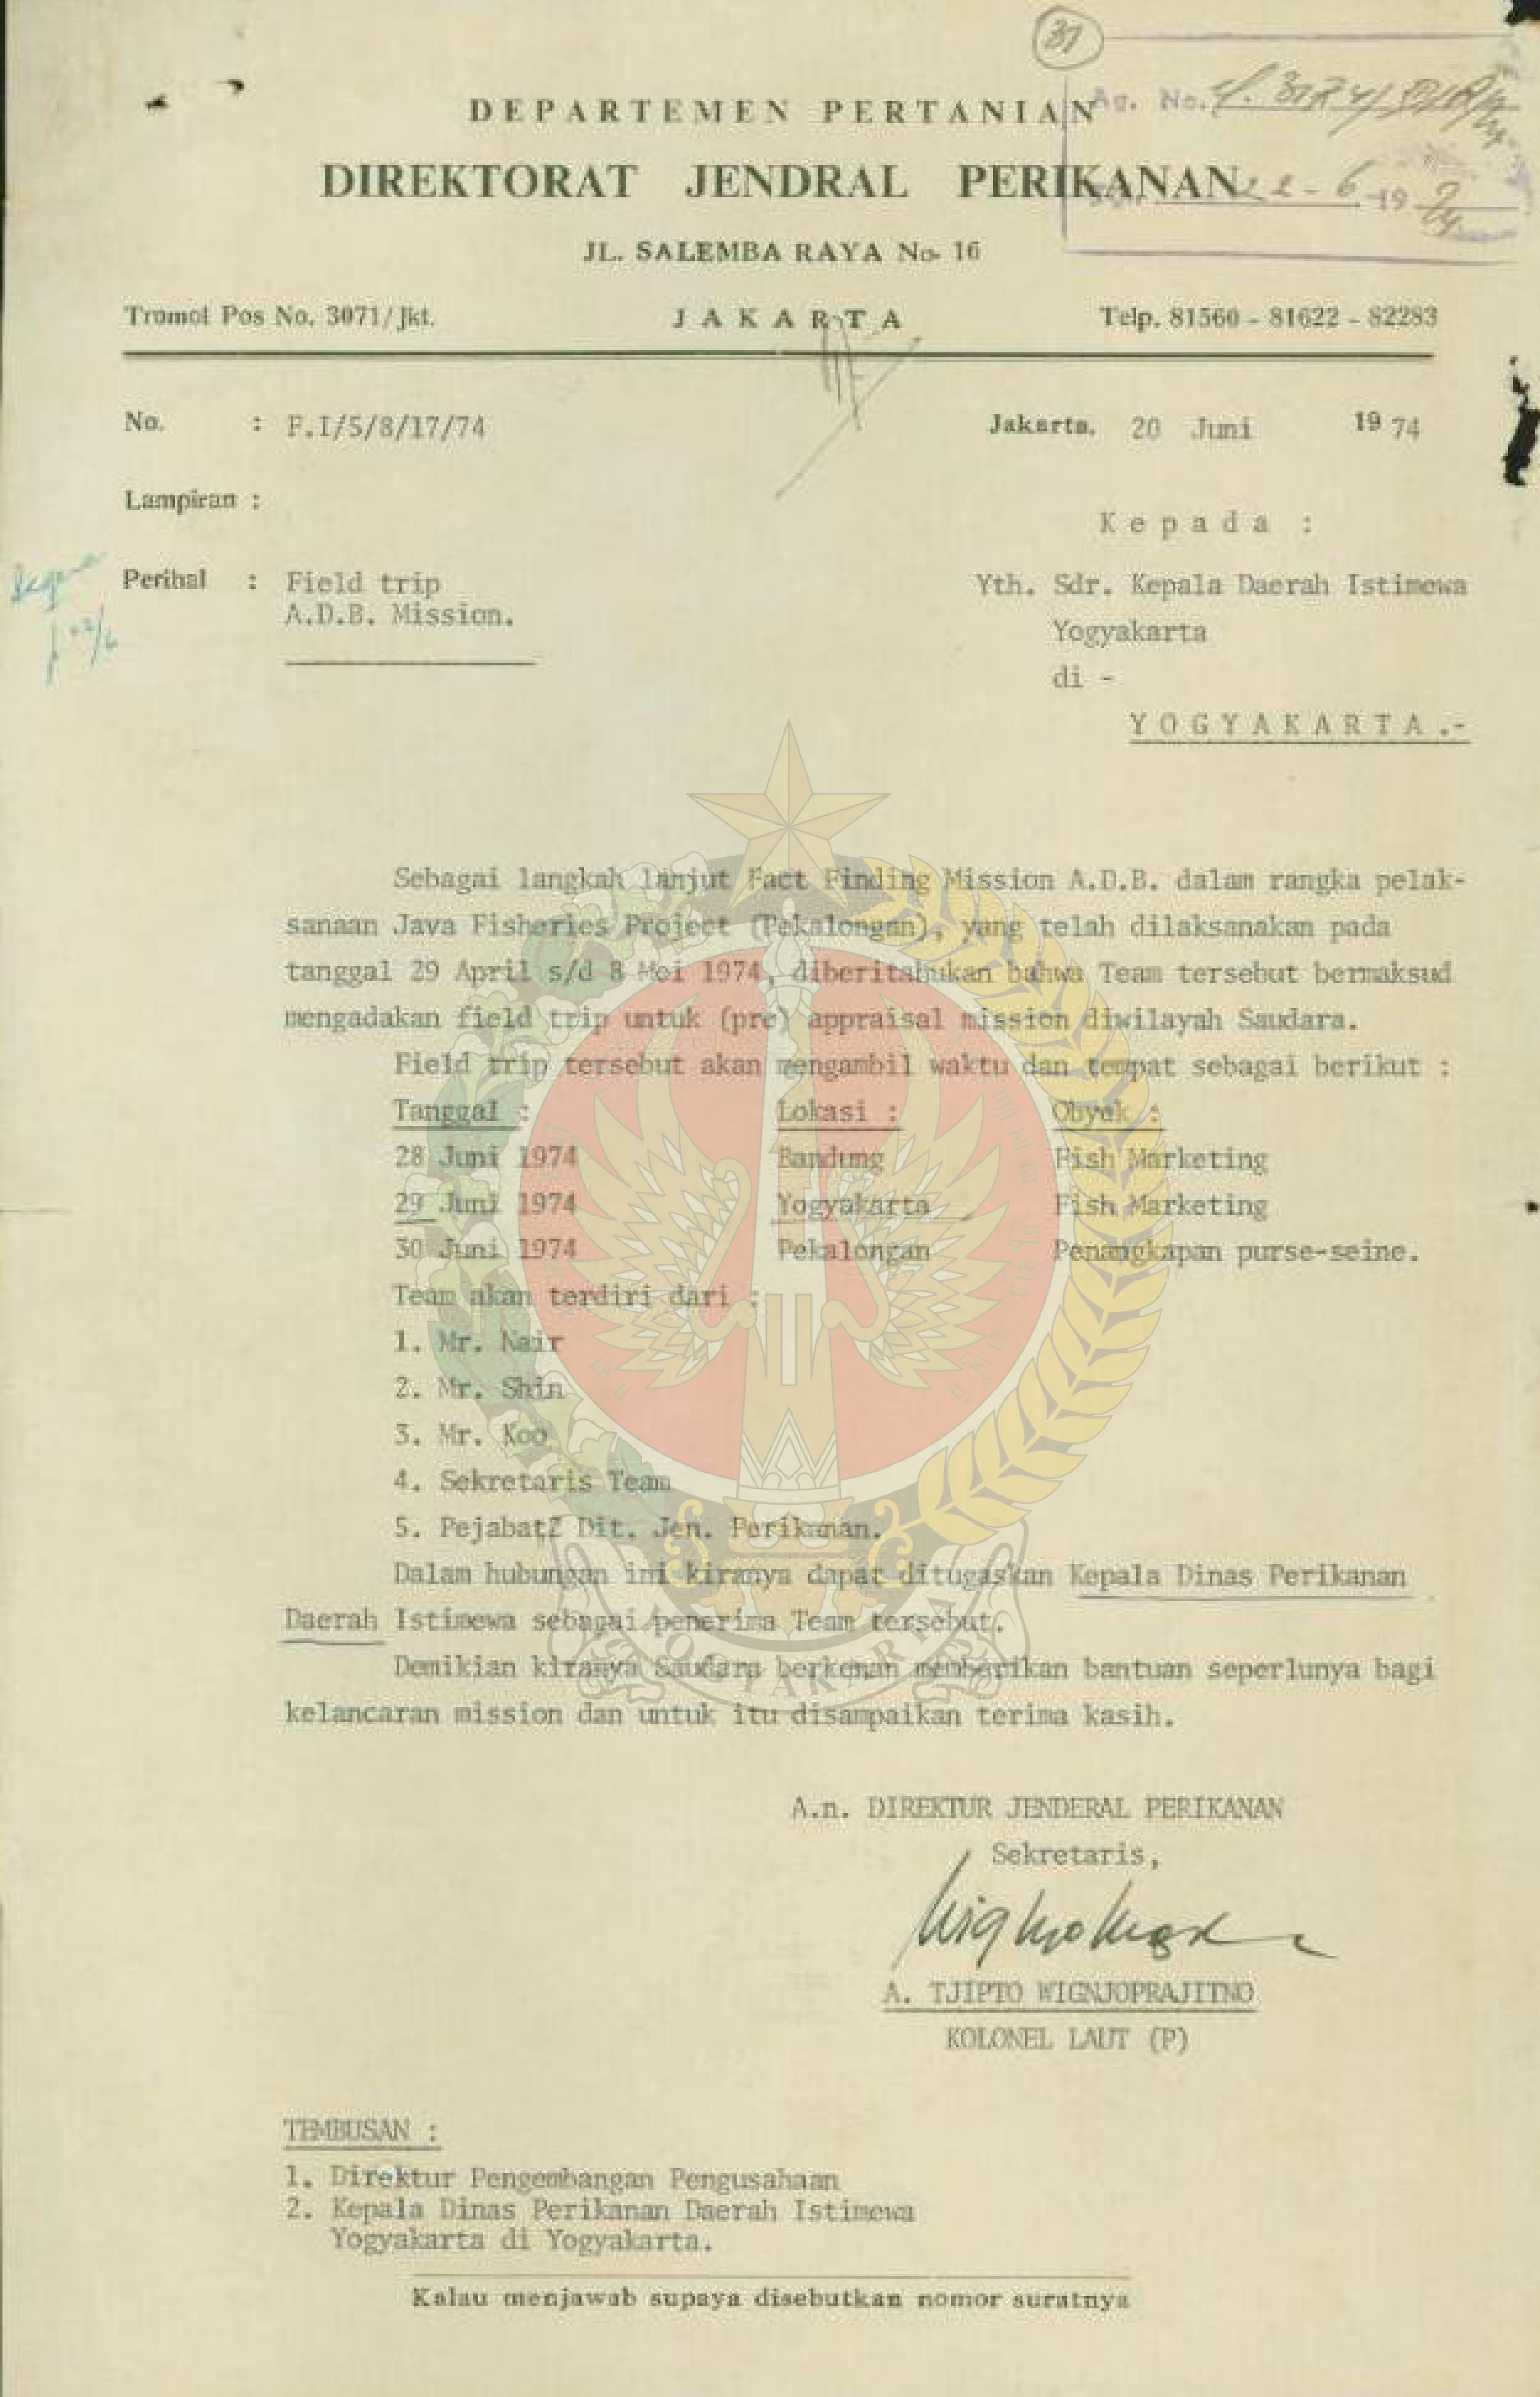 31
DEPARTEMEN PERTANIAN
Ag. No.
DIREKTORAT JENDRAL PERIKANAN
22-6-1974
JL. SALEMBA RAYA No. 16
Tromol Pos No. 3071/Jkt. JAKARTA Telp. 81560 - 81622 - 82283
No. : F.I/5/8/17/74 Jakarta, 20 Juni 1974
Lampiran :
Kepada :
Perihal : Field trip
A.D.B. Mission.
Yth. Sdr. Kepala Daerah Istimewa
Yogyakarta
di -
YOGYAKARTA.-
Segera
Sebagai langkah lanjut Fact Finding Mission A.D.B. dalam rangka pelak-
sanaan Java Fisheries Project (Pekalongan), yang telah dilaksanakan pada
tanggal 29 April s/d 8 Mei 1974, diberitahukan bahwa Team tersebut bermaksud
mengadakan field trip untuk (pre) appraisal mission diwilayah Saudara.
Field trip tersebut akan mengambil waktu dan tempat sebagai berikut :
Tanggal : Lokasi : Obyek :
28 Juni 1974 Bandung Fish Marketing
29 Juni 1974 Yogyakarta Fish Marketing
30 Juni 1974 Pekalongan Penangkapan purse-seine.
Team akan terdiri dari :
1. Mr. Nair
2. Mr. Shin
3. Mr. Koo
4. Sekretaris Team
5. Pejabat2 Dit. Jen. Perikanan.
Dalam hubungan ini kiranya dapat ditugaskan Kepala Dinas Perikanan
Daerah Istimewa sebagai penerima Team tersebut.
Demikian kiranya Saudara berkenan memberikan bantuan seperlunya bagi
kelancaran mission dan untuk itu disampaikan terima kasih.
YOGYAKARTA
A.n. DIREKTUR JENDERAL PERIKANAN
Sekretaris,
A. TJIPTO WIGNJOPRAJITNO
KOLONEL LAUT (P)
TEMBUSAN :
1. Direktur Pengembangan Pengusahaan
2. Kepala Dinas Perikanan Daerah Istimewa
Yogyakarta di Yogyakarta.
Kalau menjawab supaya disebutkan nomor suratnya